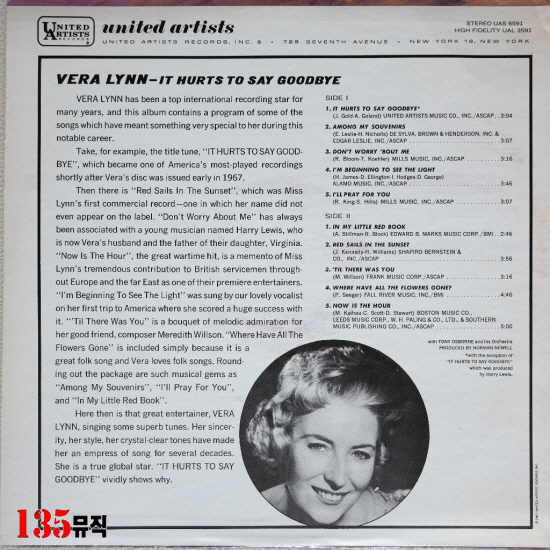 UNITED
ARTISTS
RECORDS
united artists
UNITED ARTISTS RECORDS, INC. • 729 SEVENTH AVENUE • NEW YORK 19, NEW YORK
STEREO UAS 6591
HIGH FIDELITY UAL 3591
VERA LYNN–IT HURTS TO SAY GOODBYE
VERA LYNN has been a top international recording star for
many years, and this album contains a program of some of the
songs which have meant something very special to her during this
notable career.
Take, for example, the title tune, "IT HURTS TO SAY GOOD-
BYE", which became one of America's most-played recordings
shortly after Vera's disc was issued early in 1967.
Then there is "Red Sails In The Sunset", which was Miss
Lynn's first commercial record—one in which her name did not
even appear on the label. "Don't Worry About Me" has always
been associated with a young musician named Harry Lewis, who
is now Vera's husband and the father of their daughter, Virginia.
"Now Is The Hour", the great wartime hit, is a memento of Miss
Lynn's tremendous contribution to British servicemen through-
out Europe and the far East as one of their premiere entertainers.
"I'm Beginning To See The Light" was sung by our lovely vocalist
on her first trip to America where she scored a huge success with
it. "'Til There Was You" is a bouquet of melodic admiration for
her good friend, composer Meredith Willson. "Where Have All The
Flowers Gone" is included simply because it is a
great folk song and Vera loves folk songs. Round-
ing out the package are such musical gems as
"Among My Souvenirs", "I'll Pray For You",
and "In My Little Red Book".
Here then is that great entertainer, VERA
LYNN, singing some superb tunes. Her sincer-
ity, her style, her crystal-clear tones have made
her an empress of song for several decades.
She is a true global star. "IT HURTS TO SAY
GOODBYE" vividly shows why.
SIDE I
1. IT HURTS TO SAY GOODBYE*
(J. Gold-A. Goland) UNITED ARTISTS MUSIC CO., INC./ASCAP . 3:04
2. AMONG MY SOUVENIRS
(E. Leslie-H. Nicholls) DE SYLVA, BROWN & HENDERSON, INC. &
EDGAR LESLIE, INC./ASCAP 3:07
3. DON'T WORRY 'BOUT ME
(R. Bloom-T. Koehler) MILLS MUSIC, INC./ASCAP 3:16
4. I'M BEGINNING TO SEE THE LIGHT
(H. James-D. Ellington-I. Hodges-D. George)
ALAMO MUSIC, INC./ASCAP 3:46
5. I'LL PRAY FOR YOU
(R. King-S. Hills) MILLS MUSIC, INC./ASCAP 3:07
SIDE II
1. IN MY LITTLE RED BOOK
(A. Stillman-R. Bloch) EDWARD B. MARKS MUSIC CORP./BMI . 2:46
2. RED SAILS IN THE SUNSET
(J. Kennedy-H. Williams) SHAPIRO BERNSTEIN &
CO., INC./ASCAP 3:56
3. 'TIL THERE WAS YOU
(M. Willson) FRANK MUSIC CORP./ASCAP 3:16
4. WHERE HAVE ALL THE FLOWERS GONE?
(P. Seeger) FALL RIVER MUSIC, INC./BMI 4:46
5. NOW IS THE HOUR
(M. Kaihea-C. Scott-D. Stewart) BOSTON MUSIC CO.,
LEEDS MUSIC CORP., W. H. PALING & CO., LTD., & SOUTHERN
MUSIC PUBLISHING CO., INC./ASCAP 5:00
with TONY OSBORNE and his Orchestra
PRODUCED BY NORMAN NEWELL
*with the exception of
"IT HURTS TO SAY GOODBYE"
which was produced
by Harry Lewis.
135뮤직